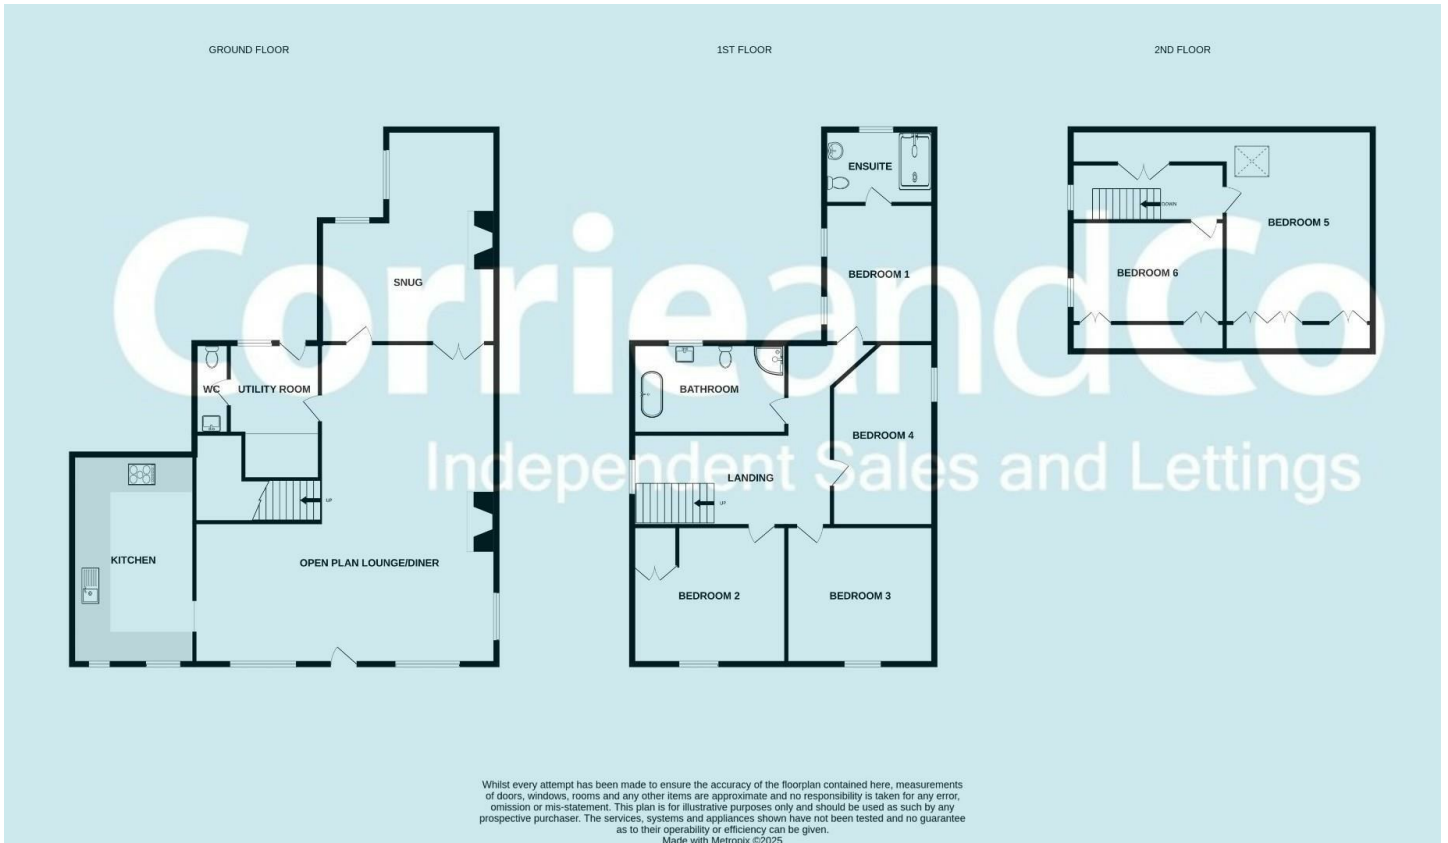 GROUND FLOOR
1ST FLOOR
2ND FLOOR
ENSUITE
DOWN
BEDROOM 5
BEDROOM 1
BEDROOM 6
SNUG
CorrieandCo
WC
UTILITY ROOM
BATHROOM
BEDROOM 4
Independent Sales and Lettings
LANDING
UP
UP
KITCHEN
OPEN PLAN LOUNGE/DINER
BEDROOM 2
BEDROOM 3
Whilst every attempt has been made to ensure the accuracy of the floorplan contained here, measurements
of doors, windows, rooms and any other items are approximate and no responsibility is taken for any error,
omission or mis-statement. This plan is for illustrative purposes only and should be used as such by any
prospective purchaser. The services, systems and appliances shown have not been tested and no guarantee
as to their operability or efficiency can be given.
Made with Metropix ©2025